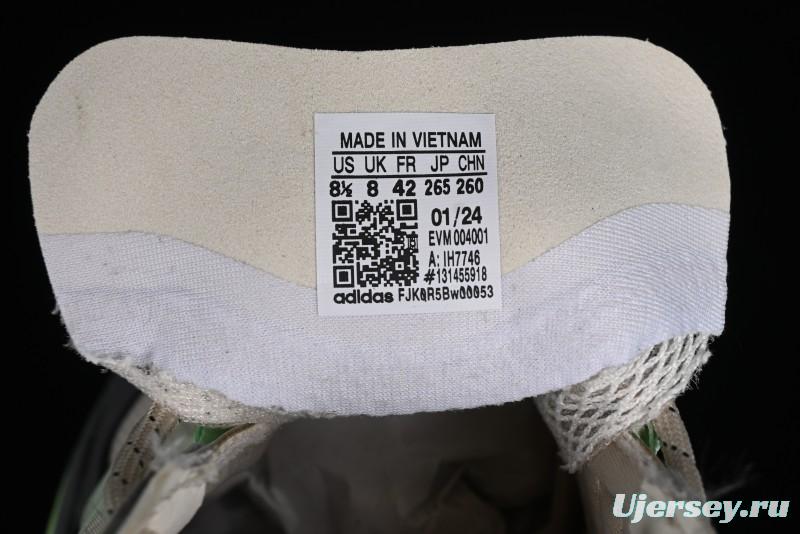 MADE IN VIETNAM
US UK FR JP CHN
8½ 8 42 265 260
01/24
EVM 004001
A: IH7746
#131455918
adidas FJK0R5Bw00053
Ujersey.ru